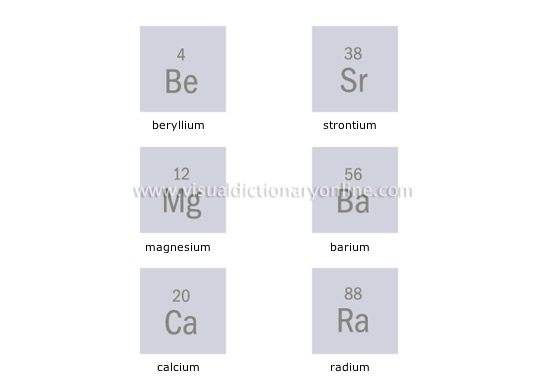 4
Be
beryllium
38
Sr
strontium
12
Mg
magnesium
56
Ba
barium
www.visualdictionaryonline.com
20
Ca
calcium
88
Ra
radium